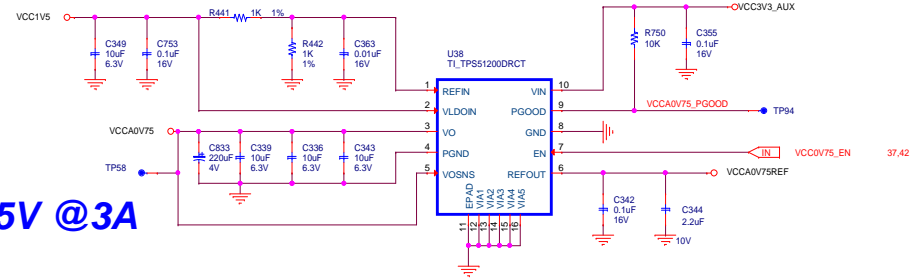 VCC1V5
R441 1K 1%
C349
10uF
6.3V
C753
0.1uF
16V
R442
1K
1%
C363
0.01uF
16V
U38
TI_TPS51200DRCT
VCC3V3_AUX
R750
10K
C355
0.1uF
16V
1 REFIN
2 VLDOIN
3 VO
4 PGND
5 VOSNS
VIN 10
PGOOD 9
GND 8
EN 7
REFOUT 6
EPAD
VIA1
VIA2
VIA3
VIA4
VIA5
11
12
13
14
15
16
VCCA0V75_PGOOD
TP94
IN VCC0V75_EN 37,42
VCCA0V75REF
C342
0.1uF
16V
C344
2.2uF
10V
VCCA0V75
TP58
C833
220uF
4V
C339
10uF
6.3V
C336
10uF
6.3V
C343
10uF
6.3V
5V @3A